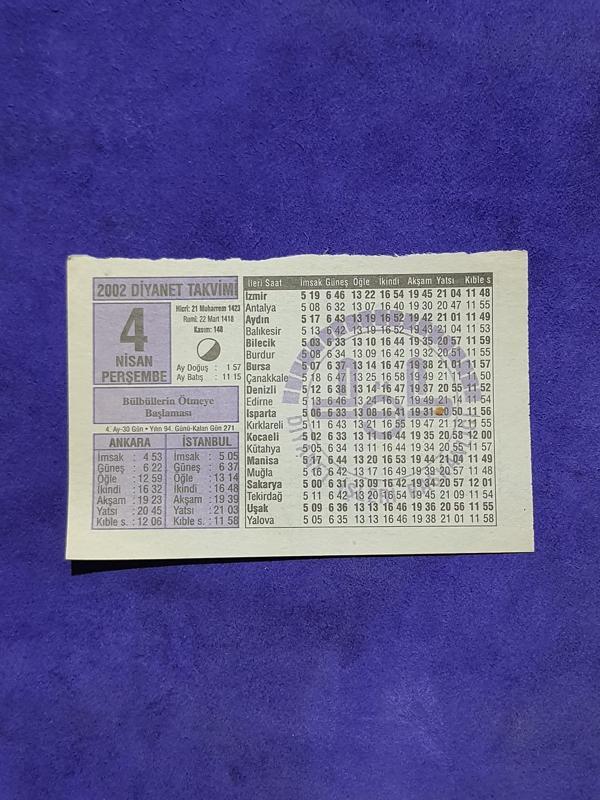 2002 DİYANET TAKVİMİ
4
NİSAN
PERŞEMBE
Hicri: 21 Muharrem 1423
Rumi: 22 Mart 1418
Kasım: 148
Ay Doğuş : 1 23
Ay Batış : 11 15
Bülbüllerin Ötmeye
Başlaması
4. Ay-30 Gün • Yılın 94. Günü-Kalan Gün 271
ANKARA
İmsak : 4 53
Güneş : 6 22
Öğle : 12 59
İkindi : 16 32
Akşam : 19 23
Yatsı : 20 45
Kıble s. : 12 06
İSTANBUL
İmsak : 5 05
Güneş : 6 37
Öğle : 13 14
İkindi : 16 48
Akşam : 19 39
Yatsı : 21 03
Kıble s. : 11 58
İleri Saat İmsak Güneş Öğle İkindi Akşam Yatsı Kıble s
İzmir 5 19 6 46 13 22 16 54 19 45 21 04 11 48
Antalya 5 08 6 32 13 07 16 40 19 30 20 47 11 55
Aydın 5 17 6 43 13 19 16 52 19 42 21 01 11 49
Balıkesir 5 13 6 42 13 19 16 52 19 43 21 04 11 53
Bilecik 5 03 6 33 13 10 16 44 19 35 20 57 11 59
Burdur 5 08 6 34 13 09 16 42 19 32 20 51 11 55
Bursa 5 07 6 37 13 14 16 47 19 38 21 01 11 57
Çanakkale 5 18 6 47 13 25 16 58 19 49 21 11 11 50
Denizli 5 12 6 38 13 14 16 47 19 37 20 55 11 52
Edirne 5 13 6 45 13 22 16 56 19 47 21 12 11 54
Isparta 5 06 6 33 13 08 16 41 19 31 20 50 11 56
Kırklareli 5 11 6 43 13 21 16 55 19 47 21 12 11 55
Kocaeli 5 02 6 33 13 11 16 44 19 35 21 00 12 00
Kütahya 5 05 6 34 13 11 16 44 19 34 20 55 11 57
Manisa 5 17 6 44 13 20 16 53 19 44 21 04 11 49
Muğla 5 16 6 42 13 17 16 49 19 39 20 57 11 50
Sakarya 5 00 6 31 13 09 16 42 19 34 20 57 12 01
Tekirdağ 5 11 6 42 13 20 16 54 19 45 21 09 11 54
Uşak 5 09 6 36 13 13 16 46 19 36 20 56 11 55
Yalova 5 05 6 35 13 13 16 46 19 38 21 01 11 58